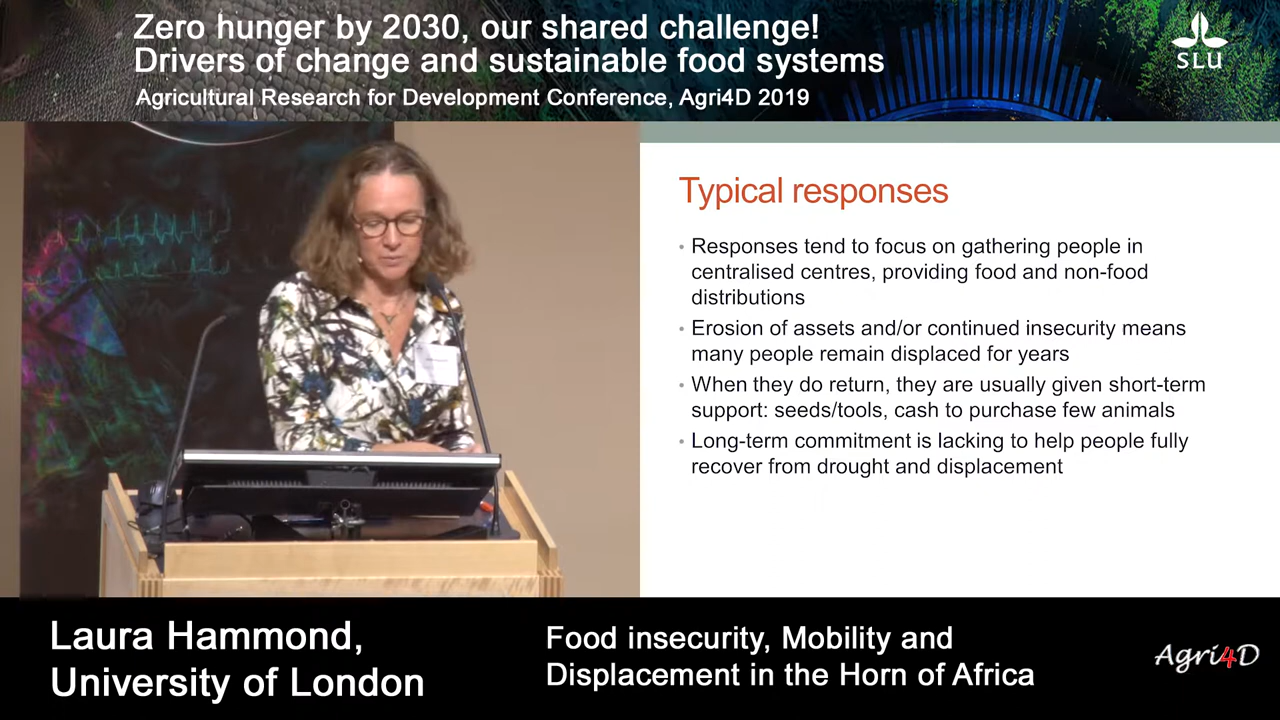 Zero hunger by 2030, our shared challenge!
Drivers of change and sustainable food systems
Agricultural Research for Development Conference, Agri4D 2019
SLU
Typical responses
• Responses tend to focus on gathering people in
centralised centres, providing food and non-food
distributions
• Erosion of assets and/or continued insecurity means
many people remain displaced for years
• When they do return, they are usually given short-term
support: seeds/tools, cash to purchase few animals
• Long-term commitment is lacking to help people fully
recover from drought and displacement
Laura Hammond,
University of London
Food insecurity, Mobility and
Displacement in the Horn of Africa
Agri4D